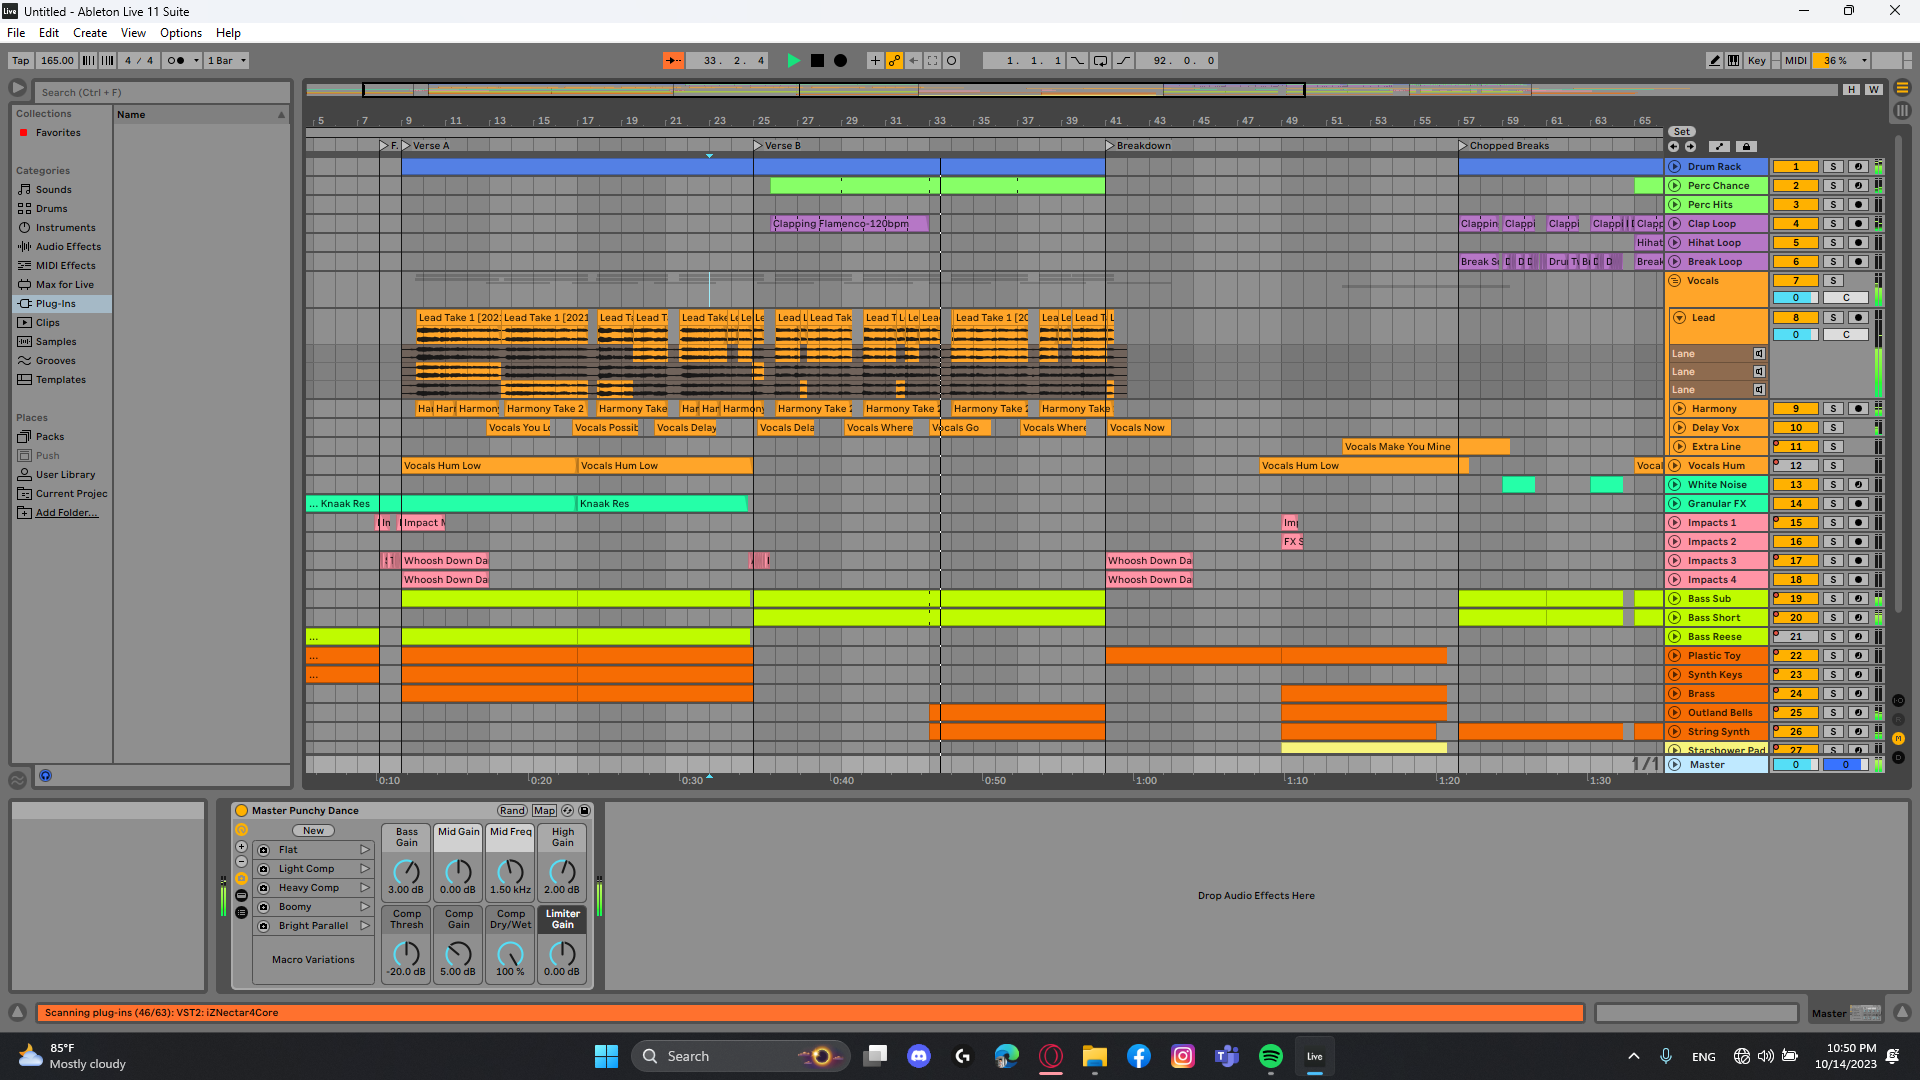 Untitled - Ableton Live 11 Suite
File Edit Create View Options Help
Tap 165.00 4 / 4 1 Bar 33. 2. 4 1. 1. 1 92. 0. 0 Key MIDI 36 %
Search (Ctrl + F)
Collections
Favorites
Categories
Sounds
Drums
Instruments
Audio Effects
MIDI Effects
Max for Live
Plug-Ins
Clips
Samples
Grooves
Templates
Places
Packs
Push
User Library
Current Projec
Add Folder...
Name
H W
5 7 9 11 13 15 17 19 21 23 25 27 29 31 33 35 37 39 41 43 45 47 49 51 53 55 57 59 61 63 65
Set
F. Verse A Verse B Breakdown Chopped Breaks
Drum Rack 1 S
Perc Chance 2 S
Perc Hits 3 S
Clapping Flamenco-120bpm Clappin Clappi Clappi Clappi Clapp Clap Loop 4 S
Hihat Hihat Loop 5 S
Break S Dru Break Break Loop 6 S
Vocals 7 S
0 C
Lead Take 1 [202 Lead Take 1 [2021 Lead Lead T Lead Take Lead Lead Tak Lead T Lead Take 1 [20 Lea Lead T Lead 8 S
0 C
Lane
Lane
Lane
Har Har Harmony Harmony Take 2 Harmony Take Har Har Harmony Harmony Take 2 Harmony Take 2 Harmony Take 2 Harmony Take Harmony 9 S
Vocals You L Vocals Possib Vocals Delay Vocals Dela Vocals Where Vocals Go Vocals Where Vocals Now Delay Vox 10 S
Vocals Make You Mine Extra Line 11 S
Vocals Hum Low Vocals Hum Low Vocals Hum Low Vocal Vocals Hum 12 S
White Noise 13 S
... Knaak Res Knaak Res Granular FX 14 S
Impact M Imp Impacts 1 15 S
FX S Impacts 2 16 S
Whoosh Down Da Whoosh Down Da Impacts 3 17 S
Whoosh Down Da Whoosh Down Da Impacts 4 18 S
Bass Sub 19 S
Bass Short 20 S
... Bass Reese 21 S
... Plastic Toy 22 S
... Synth Keys 23 S
Brass 24 S
Outland Bells 25 S
String Synth 26 S
Starshower Pad 27 S
1/1 Master 0 0
0:10 0:20 0:30 0:40 0:50 1:00 1:10 1:20 1:30
Master Punchy Dance Rand Map
New
Flat
Light Comp
Heavy Comp
Boomy
Bright Parallel
Macro Variations
Bass Gain Mid Gain Mid Freq High Gain
3.00 dB 0.00 dB 1.50 kHz 2.00 dB
Comp Thresh Comp Gain Comp Dry/Wet Limiter Gain
-20.0 dB 5.00 dB 100 % 0.00 dB
Drop Audio Effects Here
Scanning plug-ins (46/63): VST2: iZNectar4Core
Master
85°F
Mostly cloudy
Search
Live
ENG
10:50 PM
10/14/2023